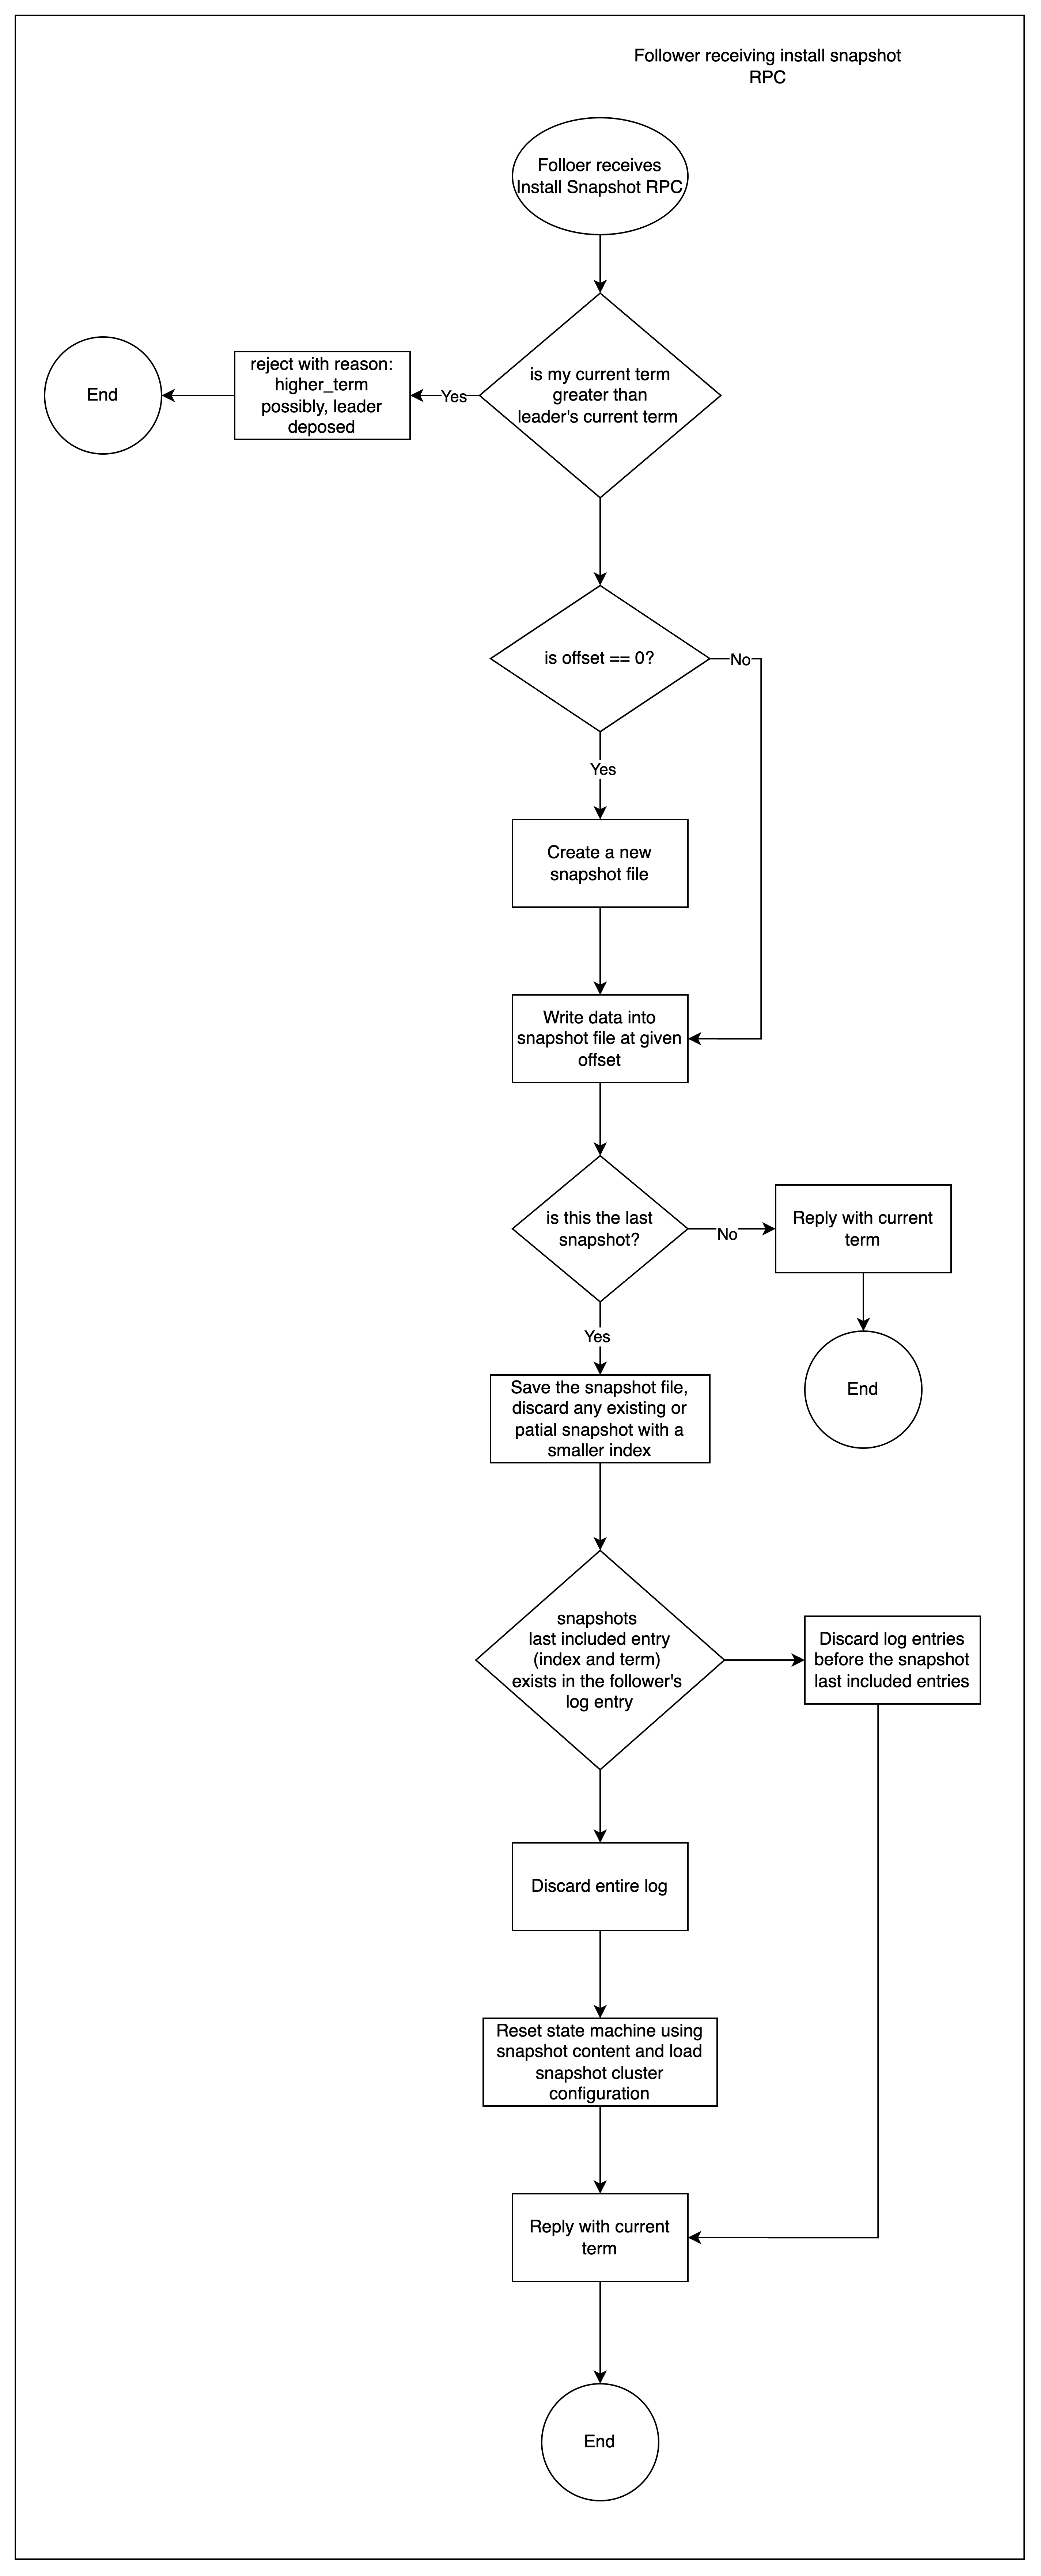 Follower receiving install snapshot
RPC
Folloer receives
Install Snapshot RPC
is my current term
greater than
leader's current term
Yes
reject with reason:
higher_term
possibly, leader
deposed
End
is offset == 0?
No
Yes
Create a new
snapshot file
Write data into
snapshot file at given
offset
is this the last
snapshot?
No
Reply with current
term
End
Yes
Save the snapshot file,
discard any existing or
patial snapshot with a
smaller index
snapshots
last included entry
(index and term)
exists in the follower's
log entry
Discard log entries
before the snapshot
last included entries
Discard entire log
Reset state machine using
snapshot content and load
snapshot cluster
configuration
Reply with current
term
End